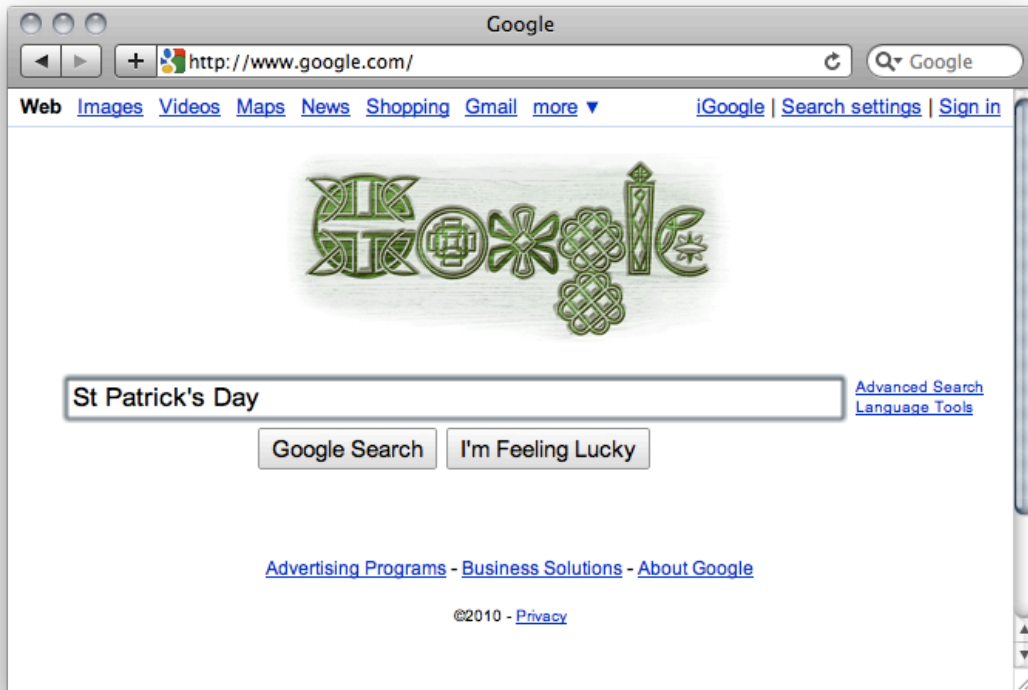 Google
http://www.google.com/ Google
Web Images Videos Maps News Shopping Gmail more ▼ iGoogle | Search settings | Sign in
Google
St Patrick's Day
Advanced Search
Language Tools
Google Search I'm Feeling Lucky
Advertising Programs - Business Solutions - About Google
©2010 - Privacy